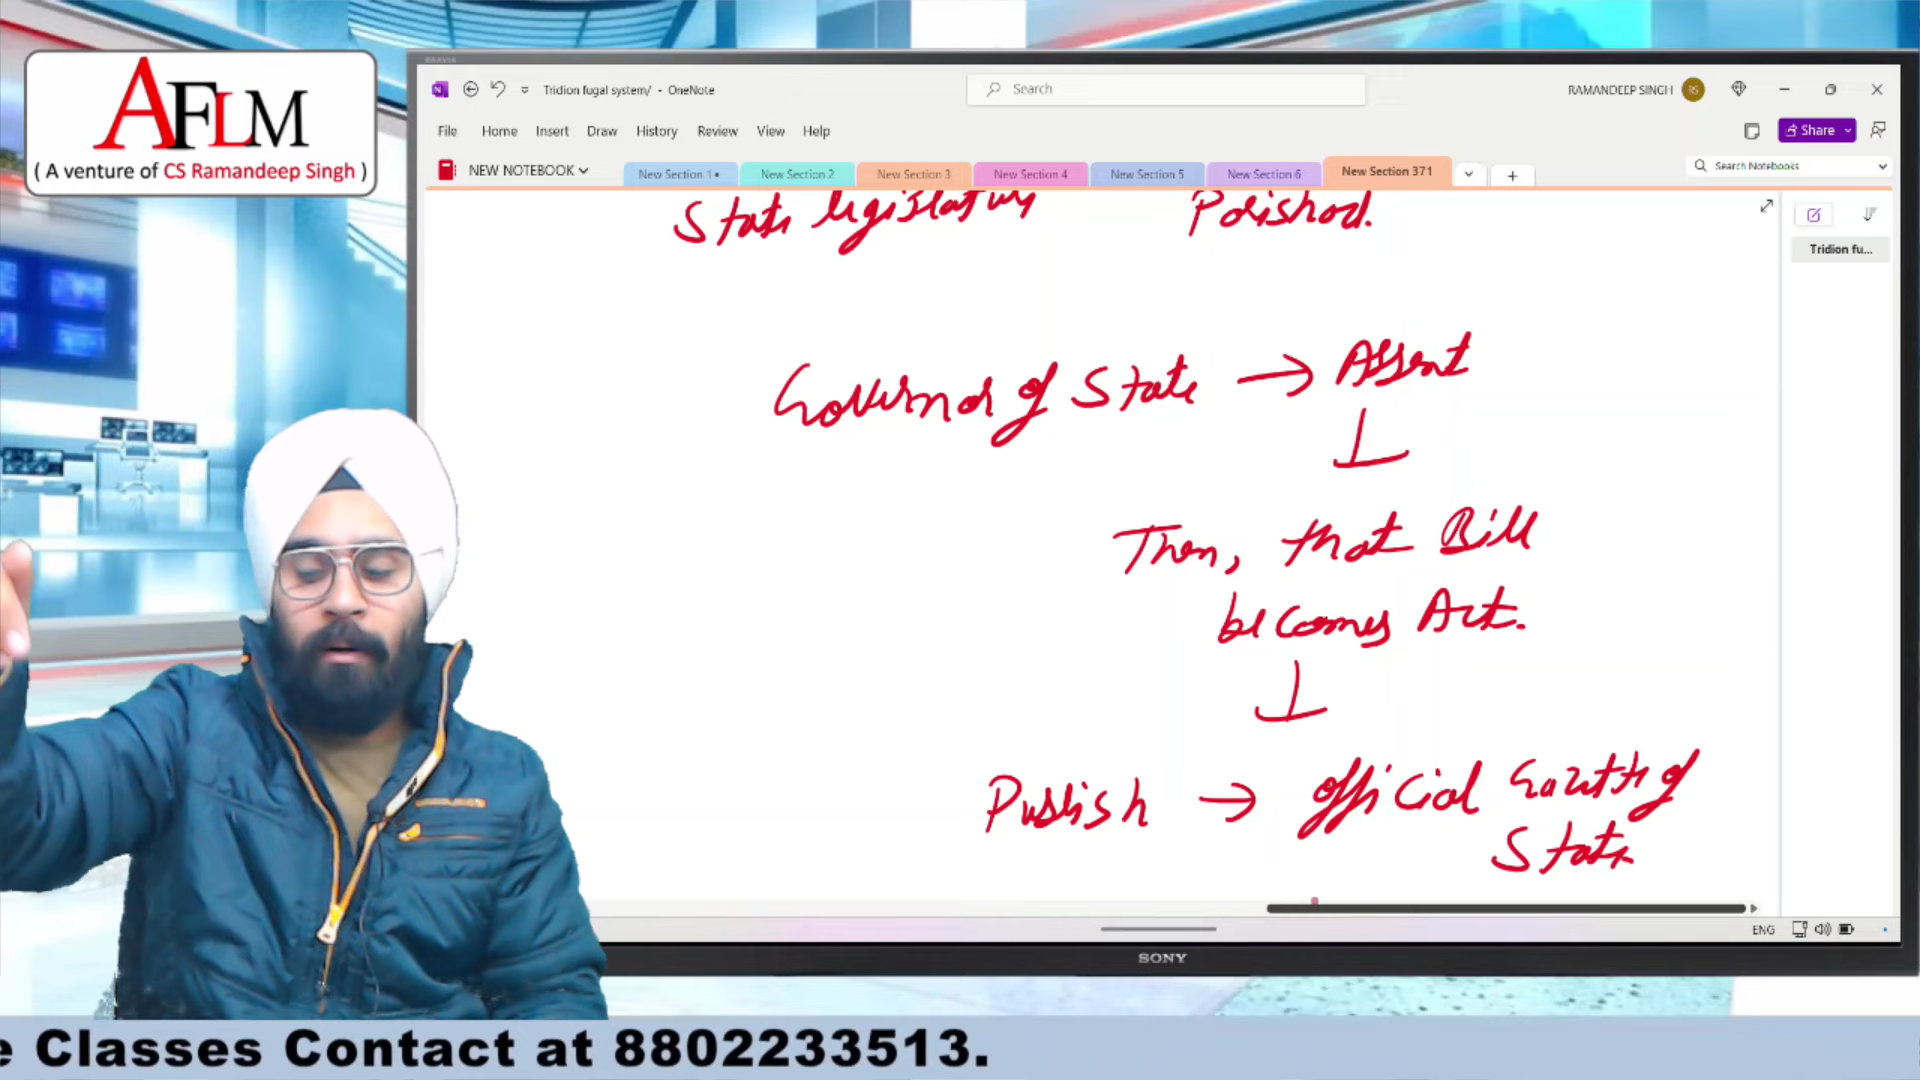 AFLM
( A venture of CS Ramandeep Singh )
BRAVIA
Tridion fugal system/ - OneNote
Search
RAMANDEEP SINGH
RS
File Home Insert Draw History Review View Help
Share
NEW NOTEBOOK
New Section 1
New Section 2
New Section 3
New Section 4
New Section 5
New Section 6
New Section 371
Search Notebooks
Tridion fu...
State legislature Polished.
Governor of State → Assent
Then, that Bill
becomes Act.
Publish → official Gazette of
State
ENG
SONY
e Classes Contact at 8802233513.